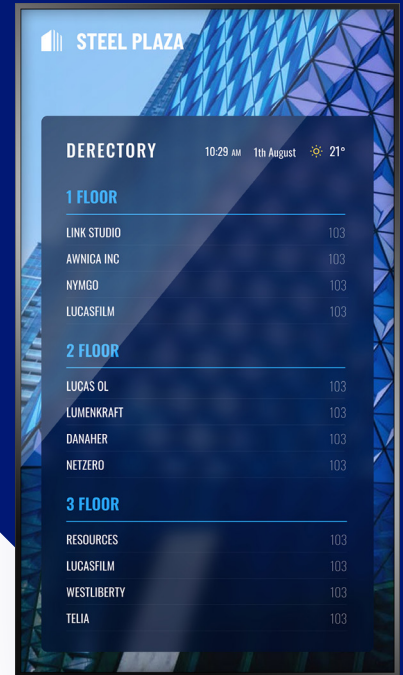 STEEL PLAZA
DERECTORY 10:29 AM 1th August 21°
1 FLOOR
LINK STUDIO 103
AWNICA INC 103
NYMGO 103
LUCASFILM 103
2 FLOOR
LUCAS OL 103
LUMENKRAFT 103
DANAHER 103
NETZERO 103
3 FLOOR
RESOURCES 103
LUCASFILM 103
WESTLIBERTY 103
TELIA 103